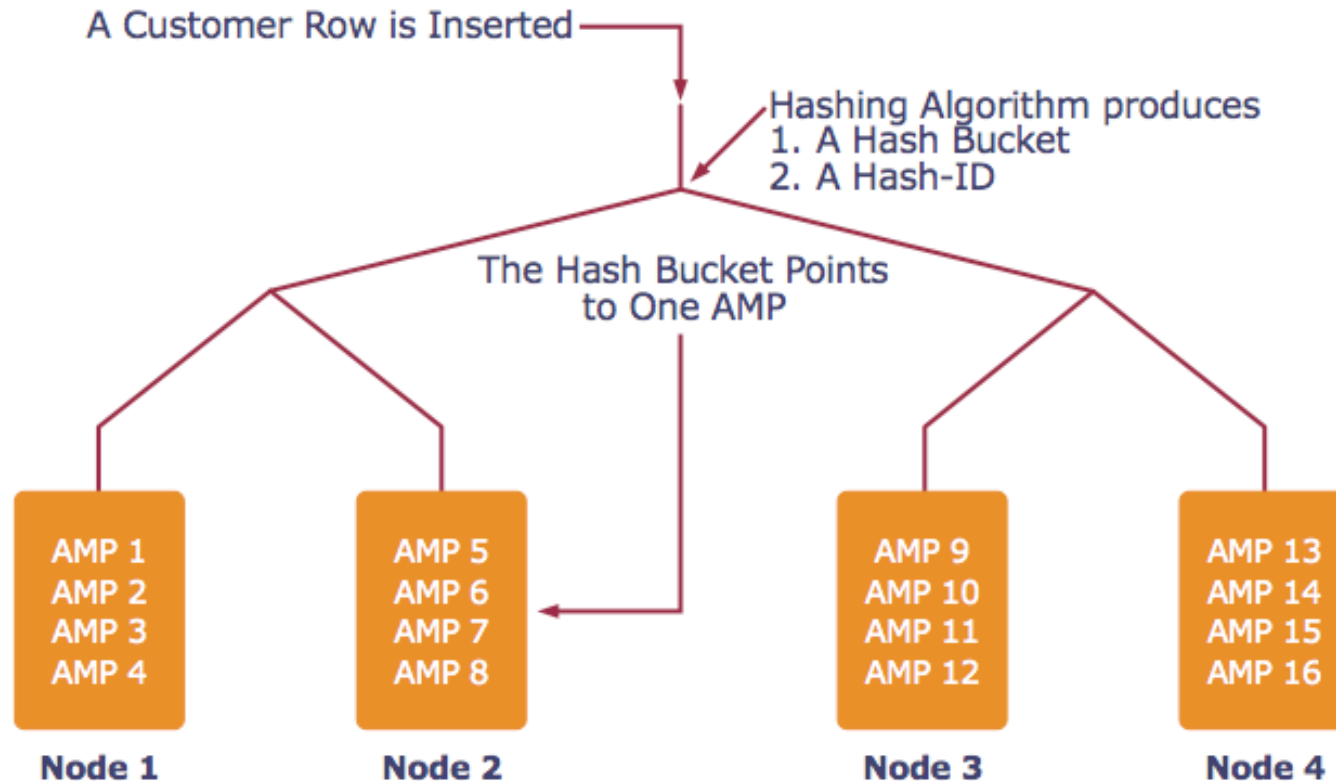 A Customer Row is Inserted
Hashing Algorithm produces
1. A Hash Bucket
2. A Hash-ID
The Hash Bucket Points
to One AMP
AMP 1
AMP 2
AMP 3
AMP 4
Node 1
AMP 5
AMP 6
AMP 7
AMP 8
Node 2
AMP 9
AMP 10
AMP 11
AMP 12
Node 3
AMP 13
AMP 14
AMP 15
AMP 16
Node 4